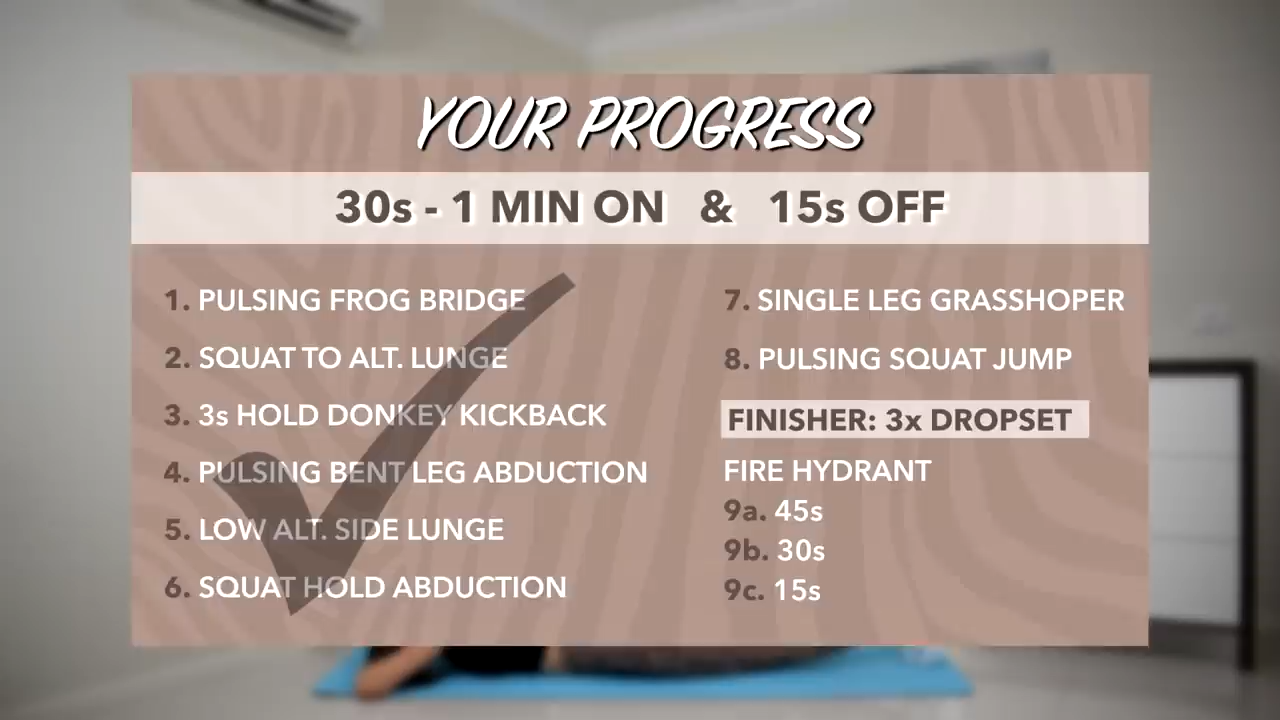 YOUR PROGRESS
30s - 1 MIN ON & 15s OFF
1. PULSING FROG BRIDGE
2. SQUAT TO ALT. LUNGE
3. 3s HOLD DONKEY KICKBACK
4. PULSING BENT LEG ABDUCTION
5. LOW ALT. SIDE LUNGE
6. SQUAT HOLD ABDUCTION
7. SINGLE LEG GRASSHOPER
8. PULSING SQUAT JUMP
FINISHER: 3x DROPSET
FIRE HYDRANT
9a. 45s
9b. 30s
9c. 15s